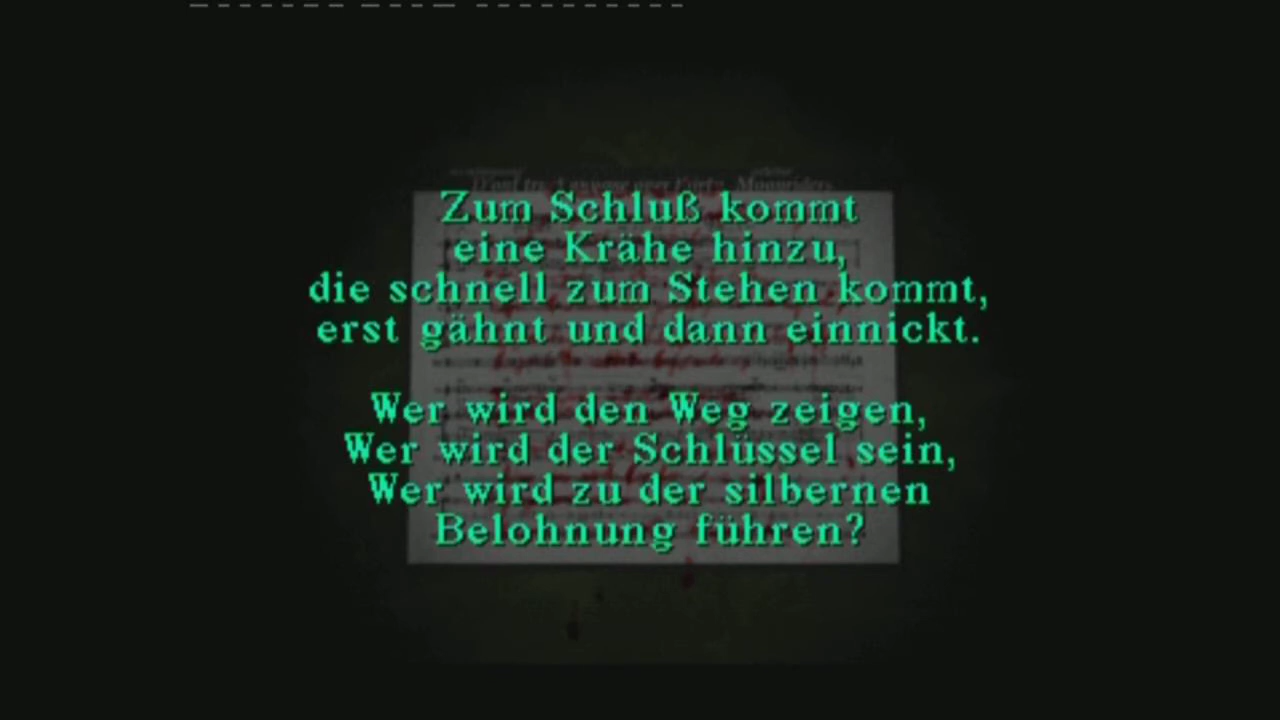 Zum Schluß kommt
eine Krähe hinzu,
die schnell zum Stehen kommt,
erst gähnt und dann einnickt.
Wer wird den Weg zeigen,
Wer wird der Schlüssel sein,
Wer wird zu der silbernen
Belohnung führen?